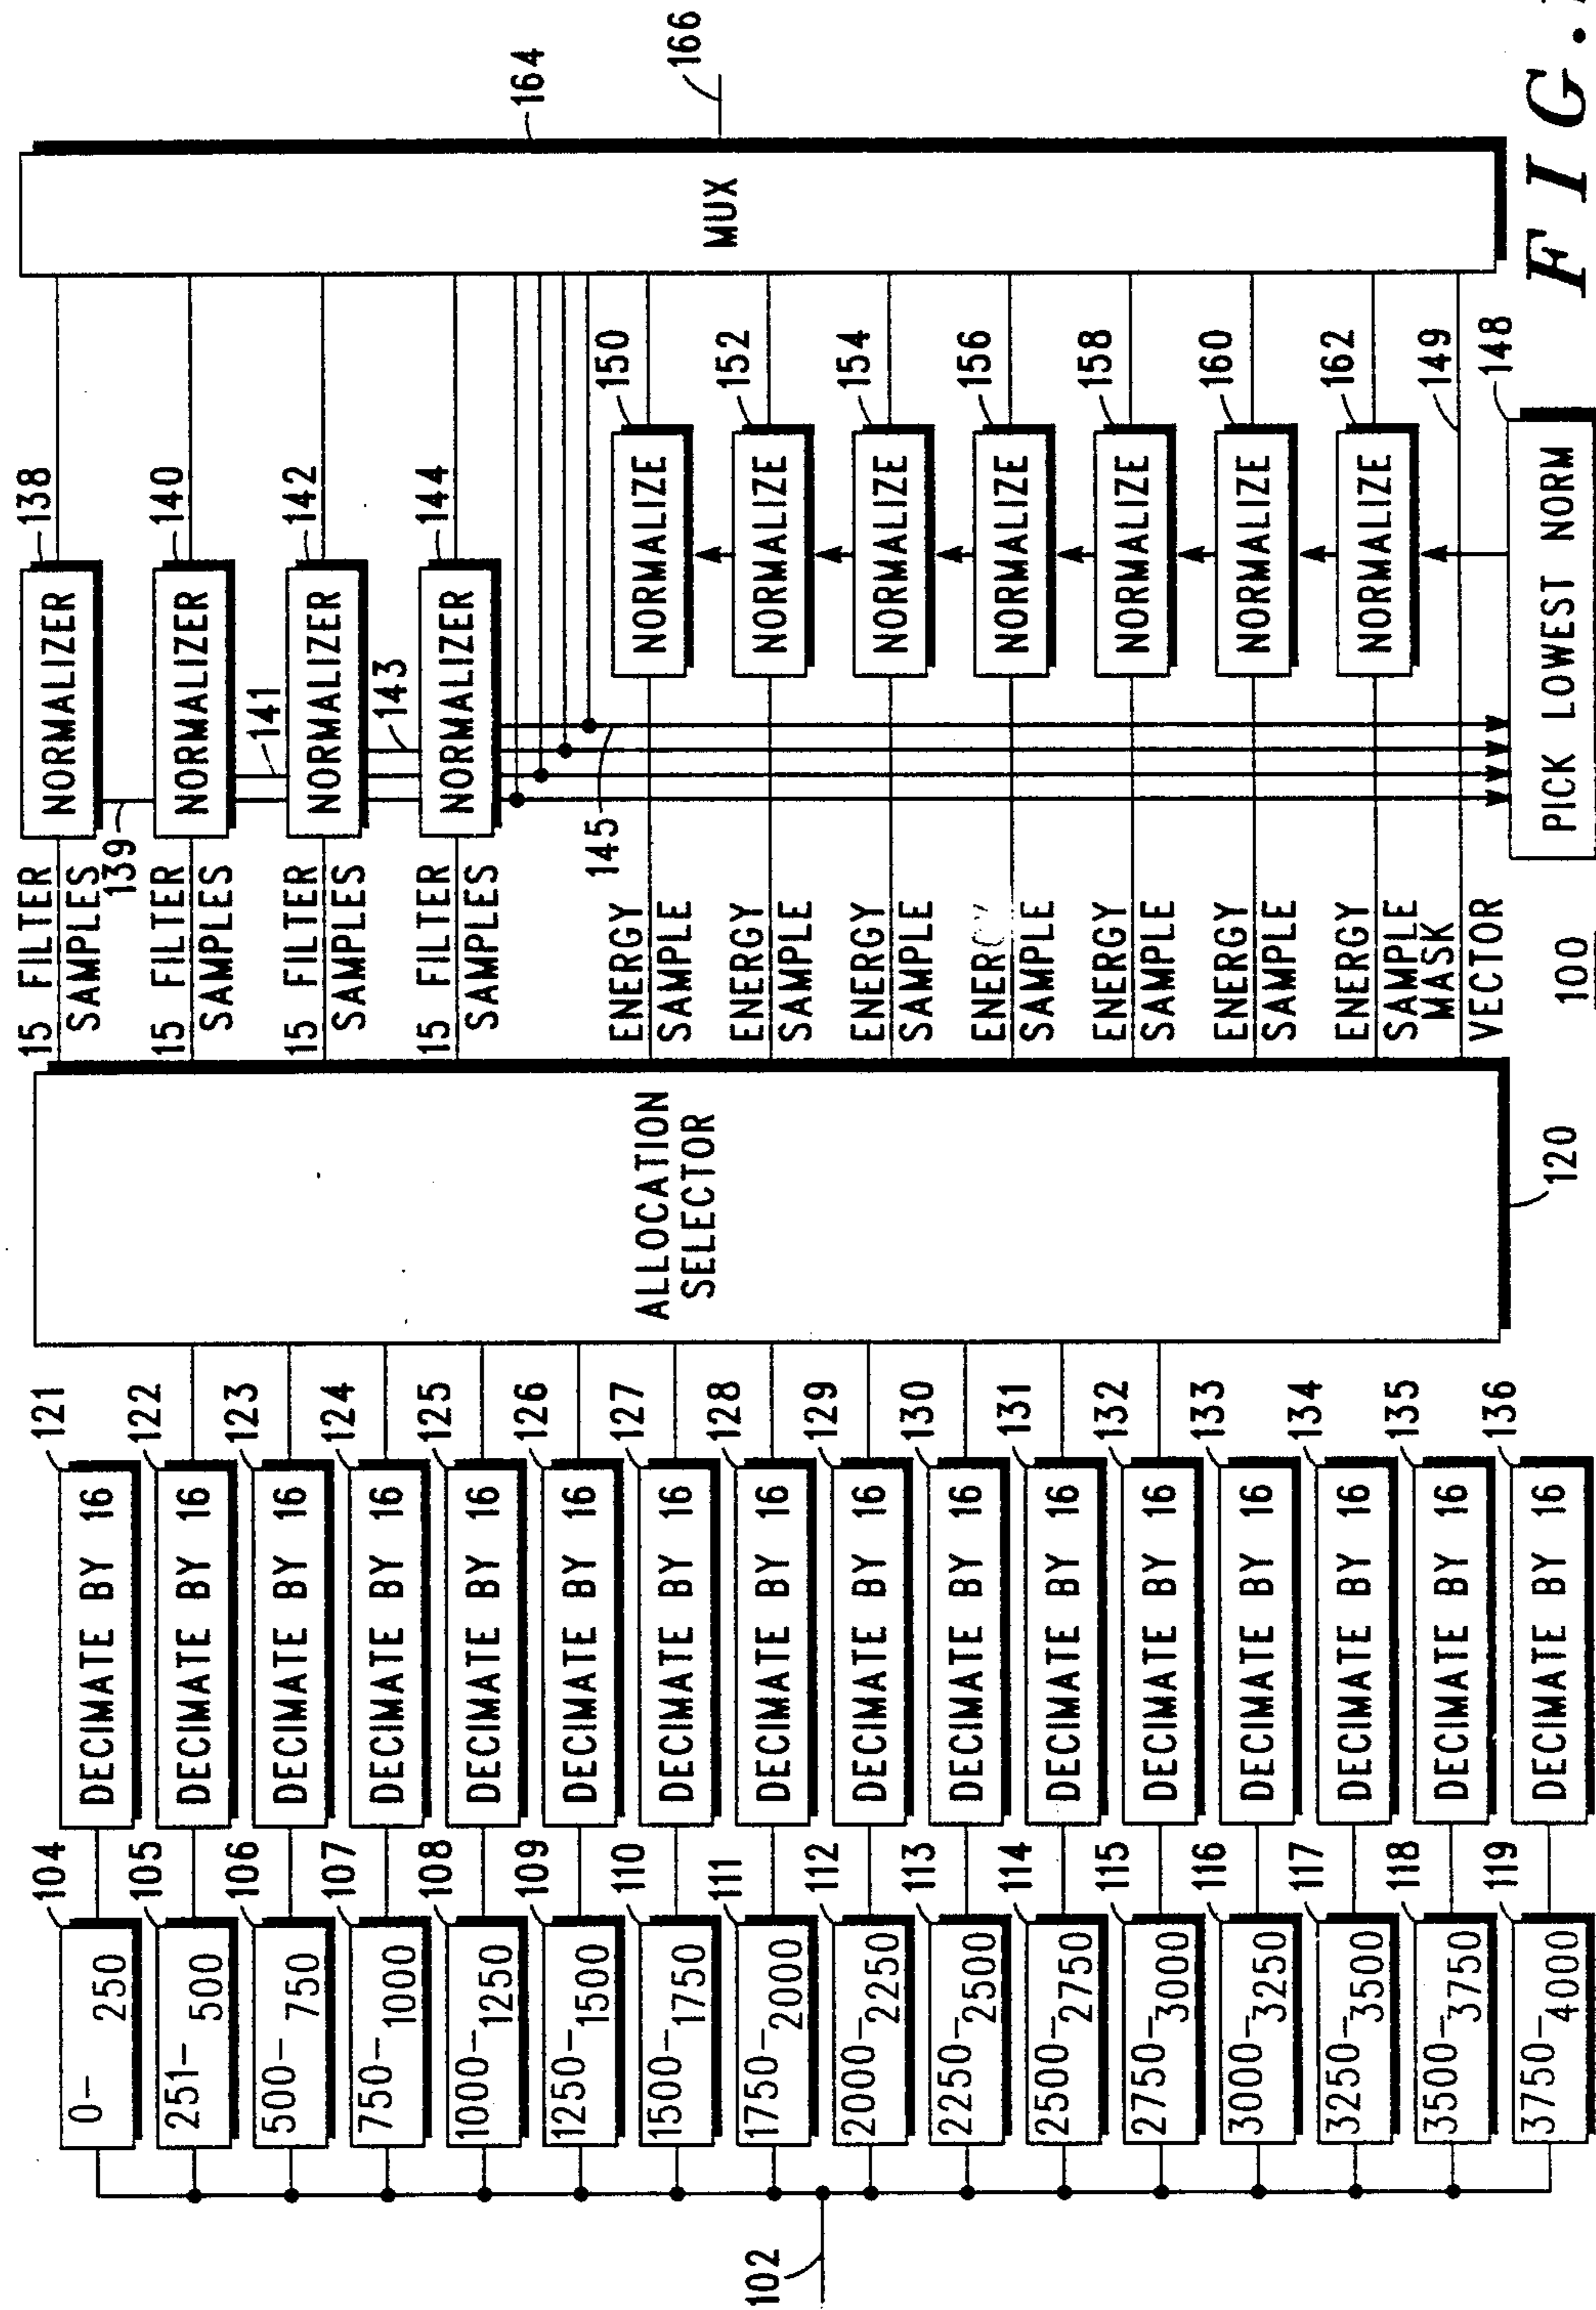 102
0-
250
104
DECIMATE BY 16
121
251-
500
105
DECIMATE BY 16
122
500-
750
106
DECIMATE BY 16
123
750-
1000
107
DECIMATE BY 16
124
1000-
1250
108
DECIMATE BY 16
125
1250-
1500
109
DECIMATE BY 16
126
1500-
1750
110
DECIMATE BY 16
127
1750-
2000
111
DECIMATE BY 16
128
2000-
2250
112
DECIMATE BY 16
129
2250-
2500
113
DECIMATE BY 16
130
2500-
2750
114
DECIMATE BY 16
131
2750-
3000
115
DECIMATE BY 16
132
3000-
3250
116
DECIMATE BY 16
133
3250-
3500
117
DECIMATE BY 16
134
3500-
3750
118
DECIMATE BY 16
135
3750-
4000
119
DECIMATE BY 16
136
ALLOCATION
SELECTOR
120
15 FILTER
SAMPLES
139
NORMALIZER
138
15 FILTER
SAMPLES
141
NORMALIZER
140
15 FILTER
SAMPLES
143
NORMALIZER
142
15 FILTER
SAMPLES
NORMALIZER
144
145
ENERGY
SAMPLE
NORMALIZE
150
ENERGY
SAMPLE
NORMALIZE
152
ENERGY
SAMPLE
NORMALIZE
154
ENERGY
SAMPLE
NORMALIZE
156
ENERGY
SAMPLE
NORMALIZE
158
ENERGY
SAMPLE
NORMALIZE
160
ENERGY
SAMPLE
NORMALIZE
162
MASK
VECTOR
149
PICK LOWEST NORM
148
MUX
164
166
100
FIG.